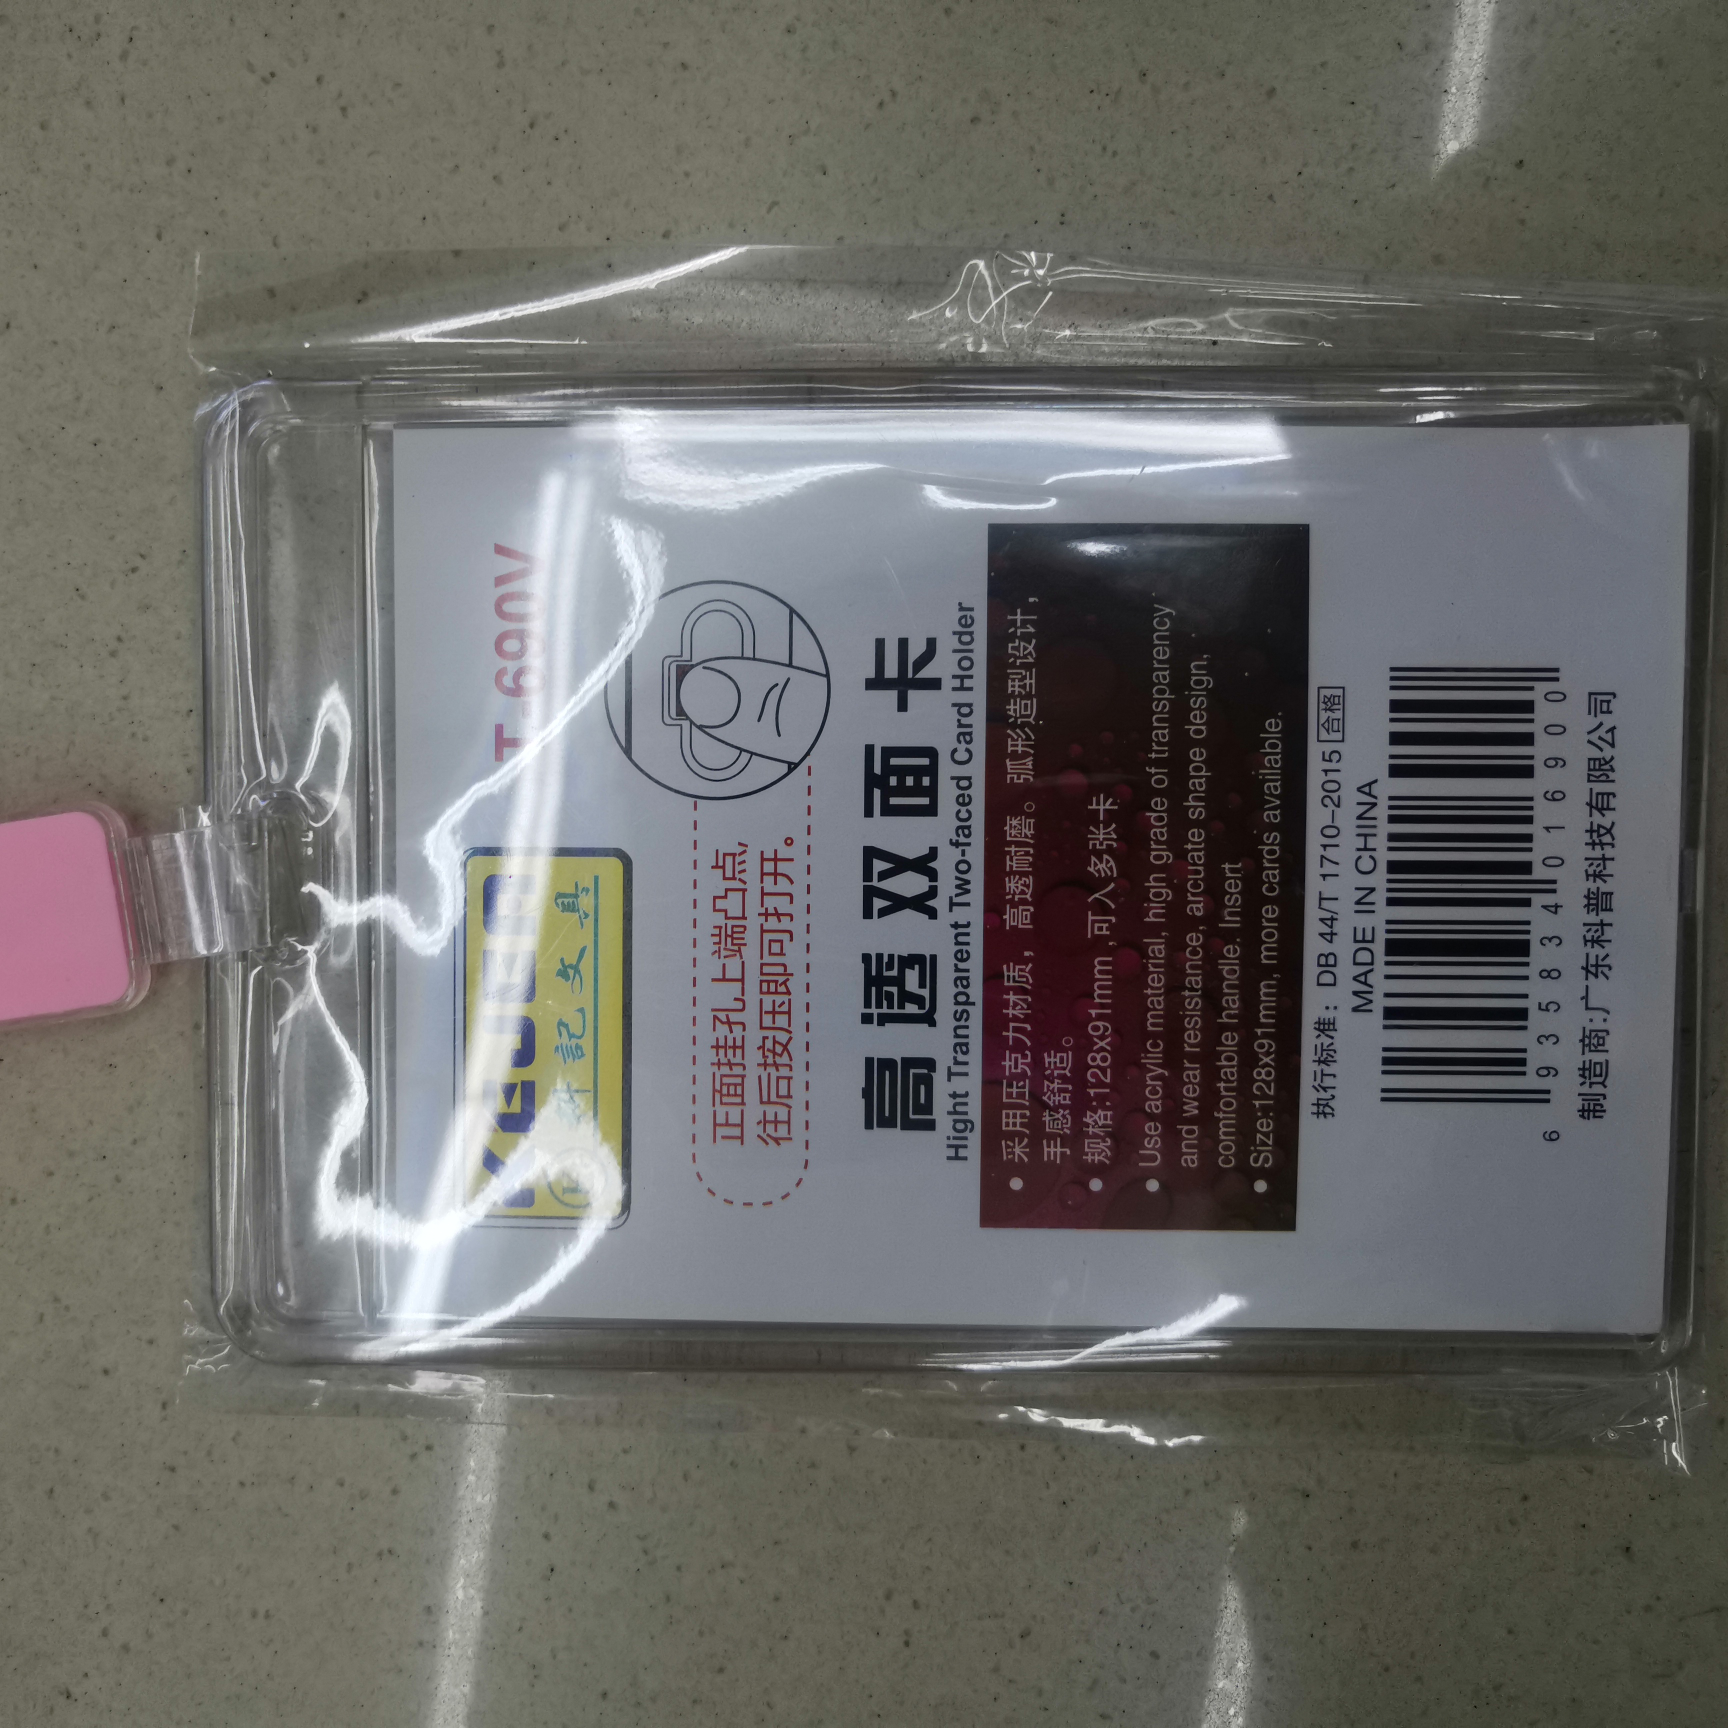 T-690V
KEJEA
科記文具
正面挂孔上端凸点,
往后按压即可打开。
高透双面卡
Hight Transparent Two-faced Card Holder
● 采用压克力材质，高透耐磨。弧形造型设计，
手感舒适。
● 规格:128x91mm,可入多张卡
● Use acrylic material, high grade of transparency
and wear resistance, arcuate shape design,
comfortable handle. Insert
● Size:128x91mm, more cards available.
执行标准：DB 44/T 1710-2015 合格
MADE IN CHINA
6 935834 016900
制造商:广东科普科技有限公司